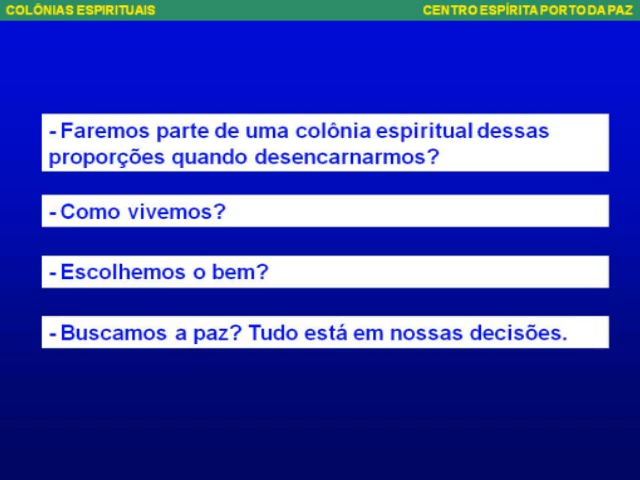 COLÔNIAS ESPIRITUAIS
CENTRO ESPÍRITA PORTO DA PAZ
- Faremos parte de uma colônia espiritual dessas
proporções quando desencarnarmos?
- Como vivemos?
- Escolhemos o bem?
- Buscamos a paz? Tudo está em nossas decisões.